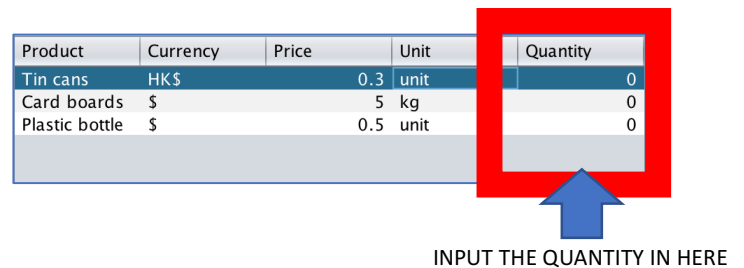 Product Currency Price Unit Quantity
Tin cans HK$ 0.3 unit 0
Card boards $ 5 kg 0
Plastic bottle $ 0.5 unit 0
INPUT THE QUANTITY IN HERE